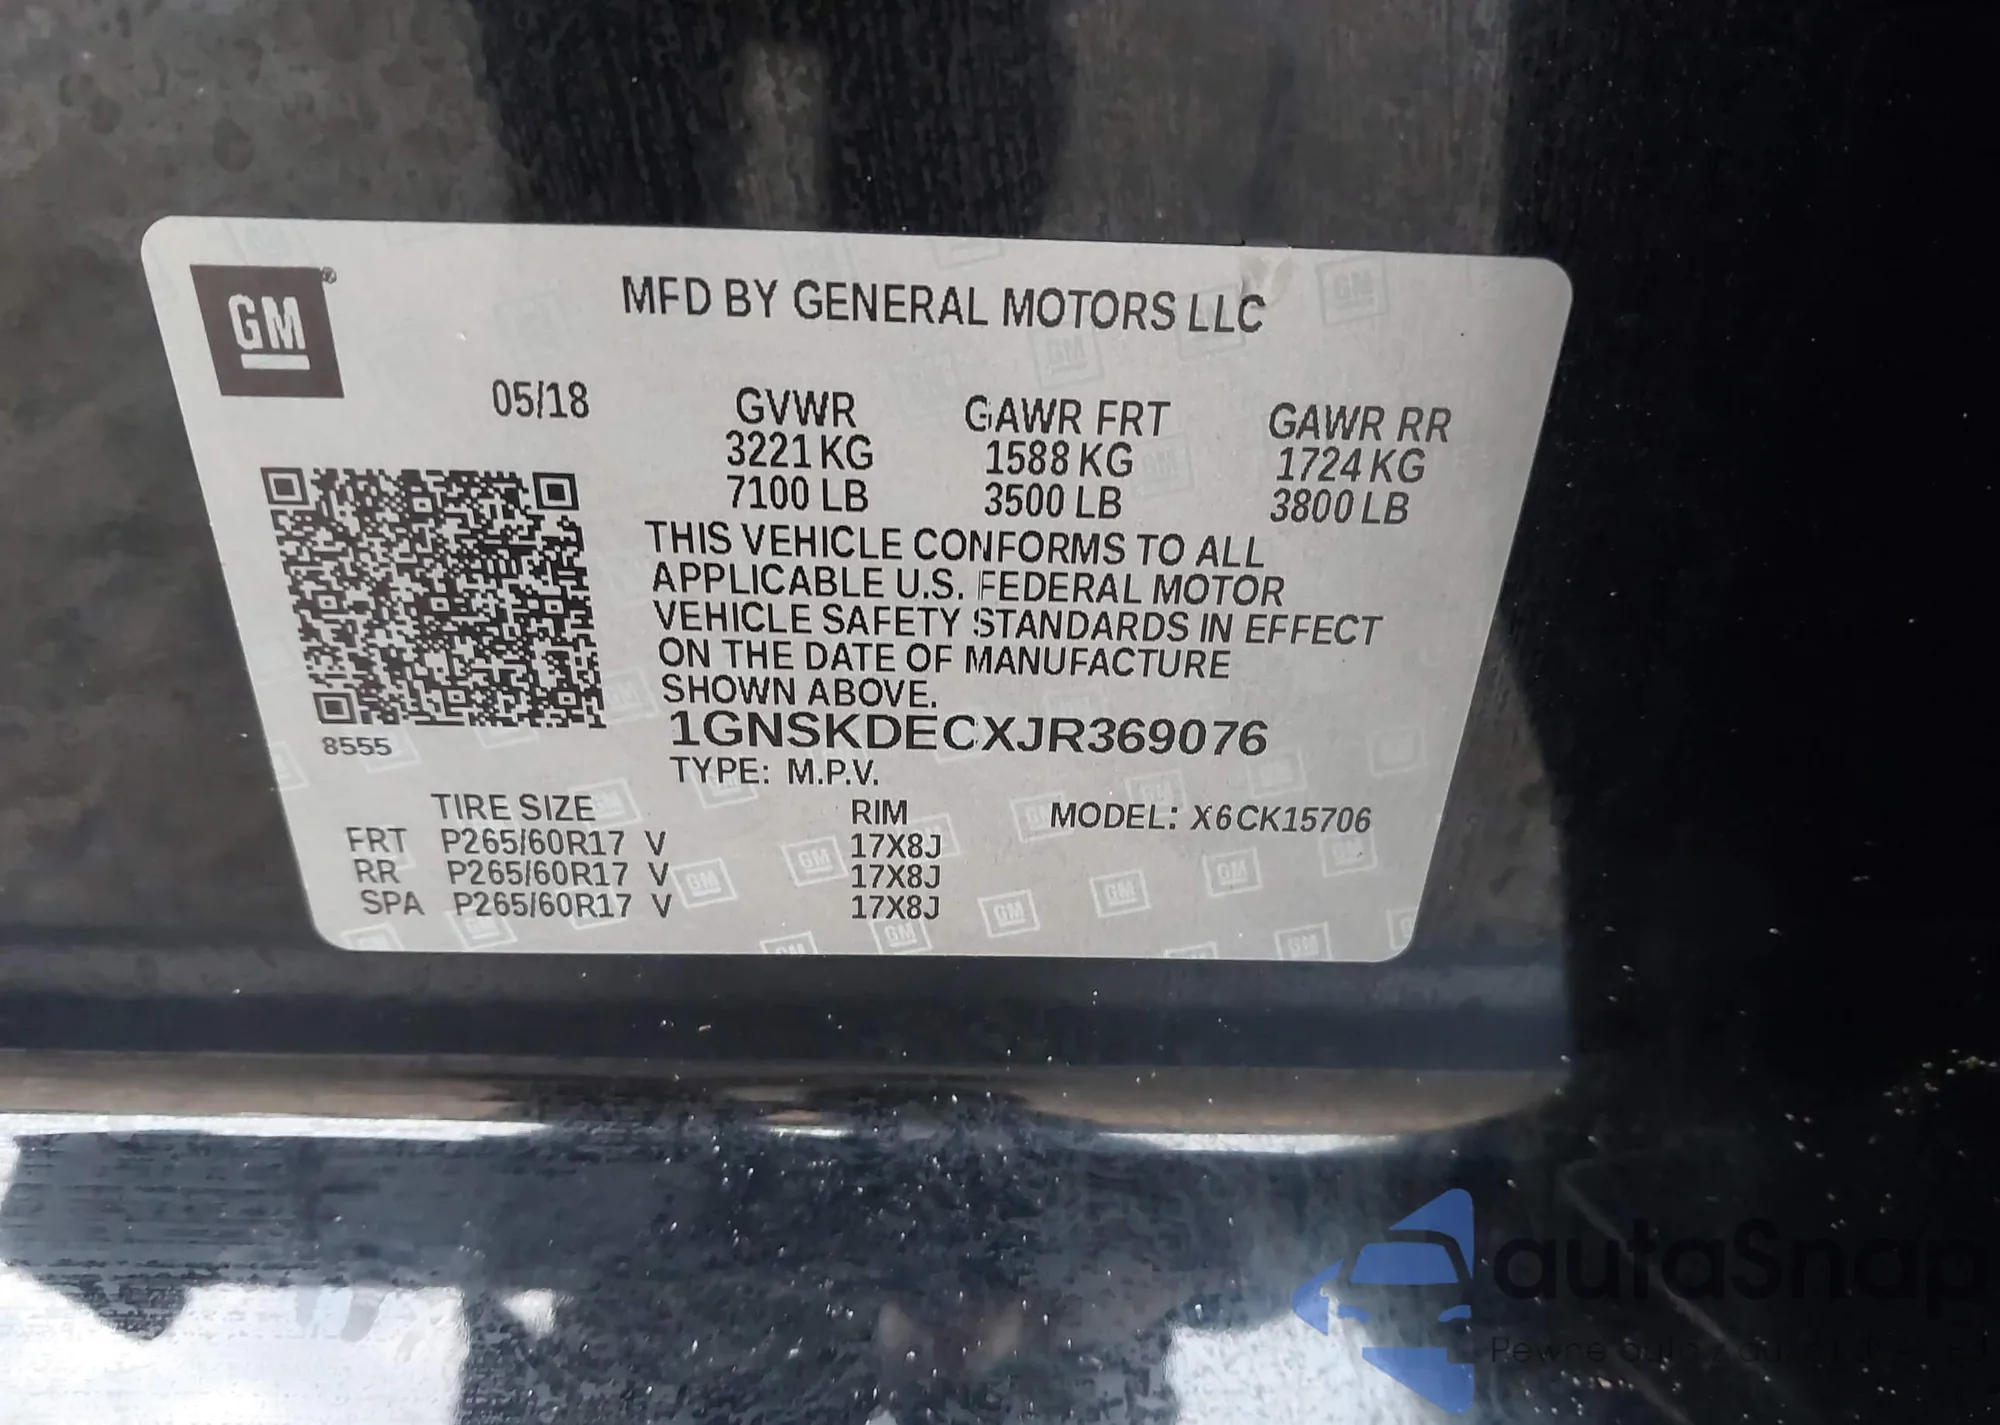 GM®
MFD BY GENERAL MOTORS LLC
05/18
GVWR GAWR FRT GAWR RR
3221 KG 1588 KG 1724 KG
7100 LB 3500 LB 3800 LB
THIS VEHICLE CONFORMS TO ALL
APPLICABLE U.S. FEDERAL MOTOR
VEHICLE SAFETY STANDARDS IN EFFECT
ON THE DATE OF MANUFACTURE
SHOWN ABOVE.
1GNSKDECXJR369076
8555
TYPE: M.P.V.
TIRE SIZE RIM MODEL: X6CK15706
FRT P265/60R17 V 17X8J
RR P265/60R17 V 17X8J
SPA P265/60R17 V 17X8J
autaSnap
Pewne auta z